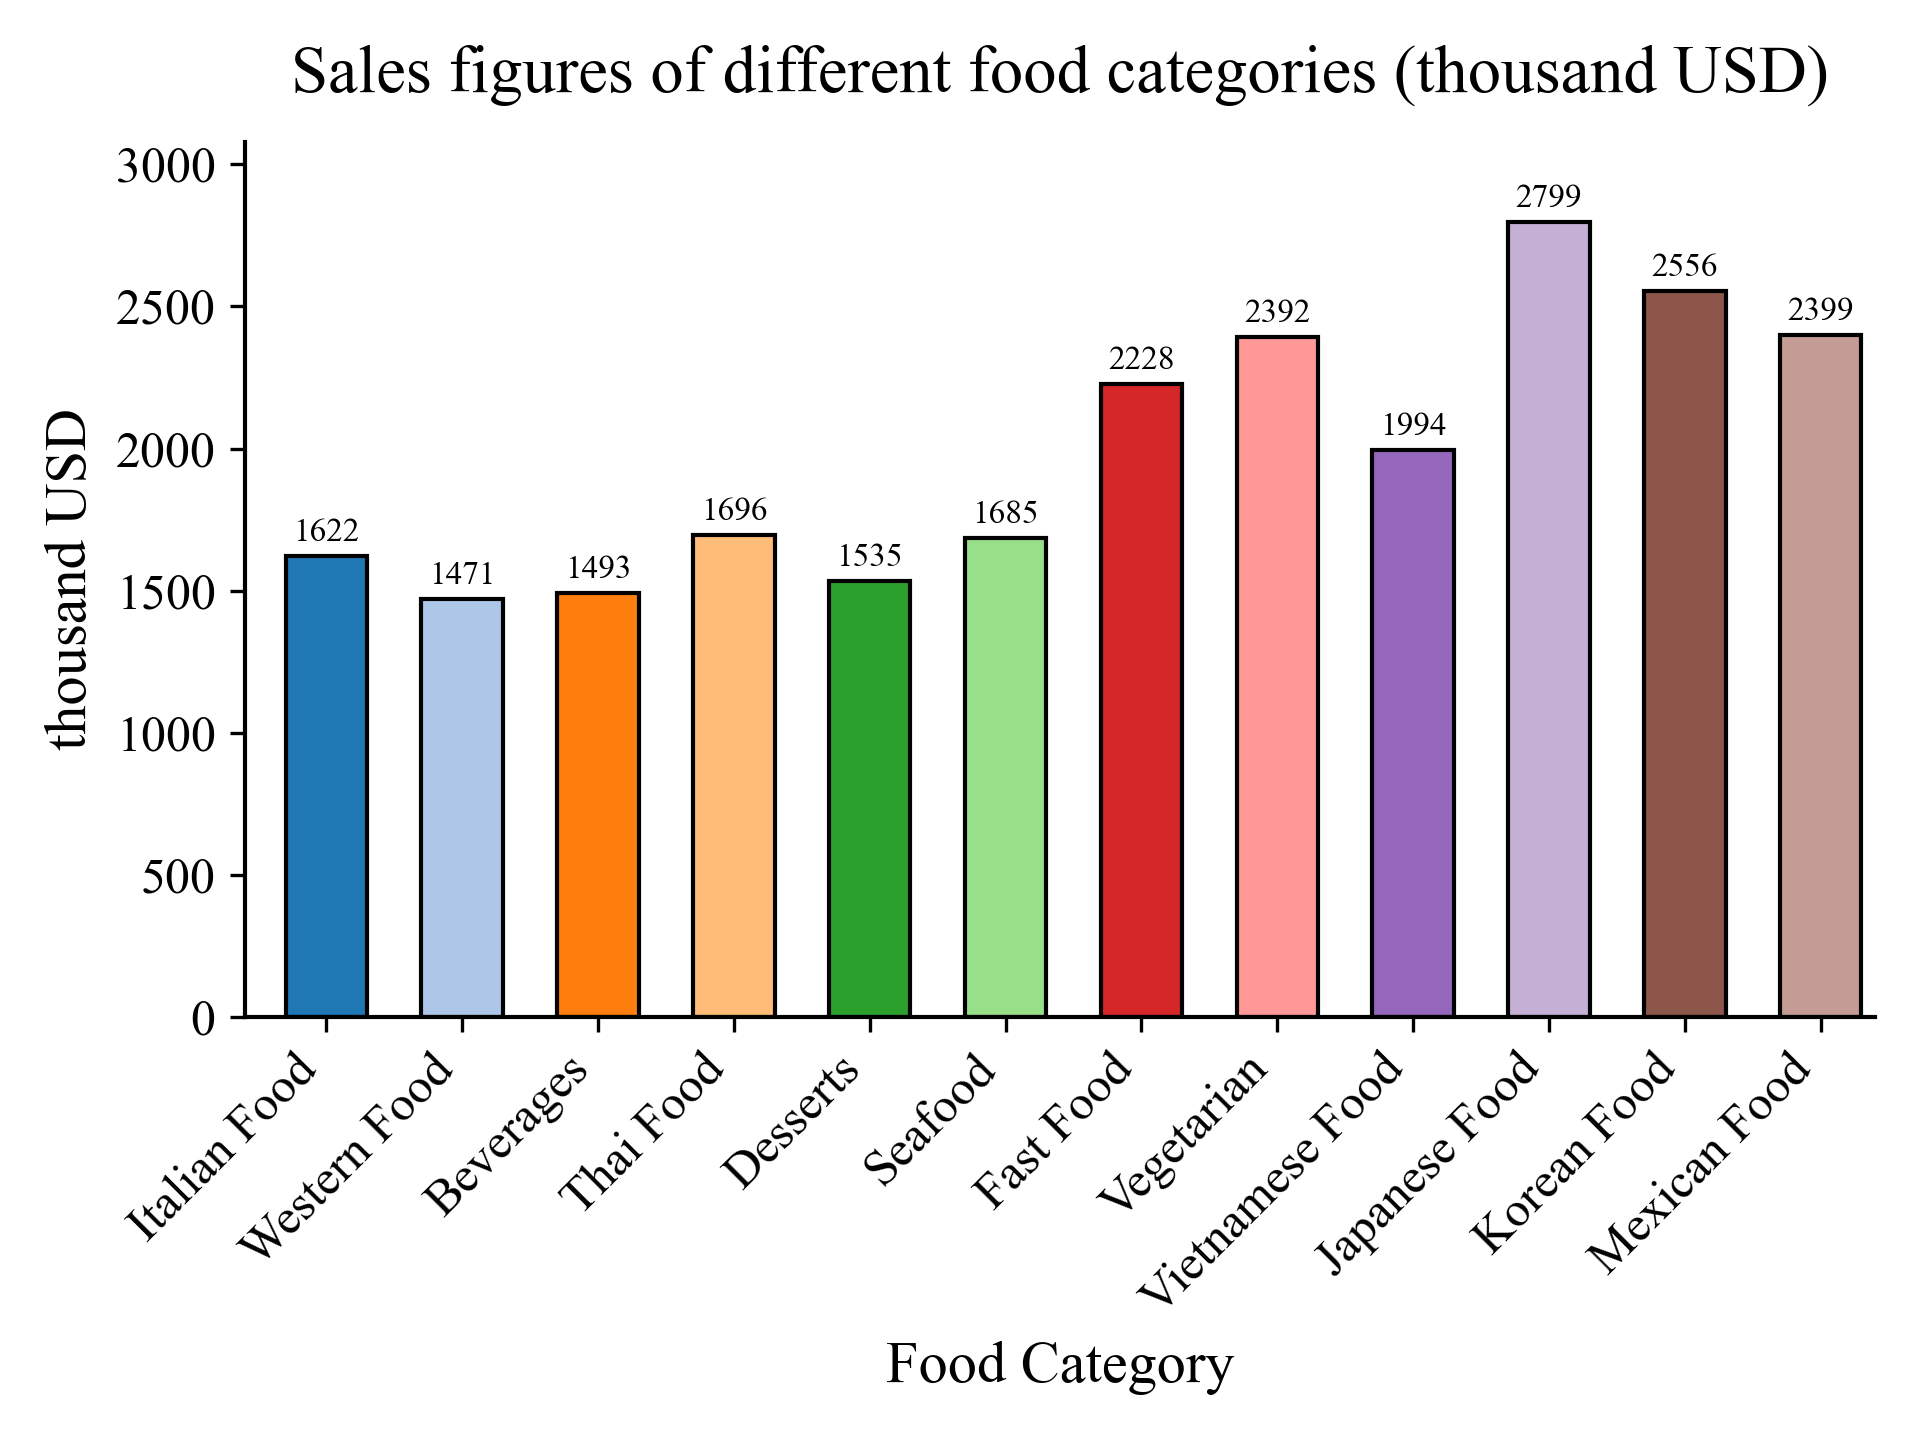 Sales figures of different food categories (thousand USD)
thousand USD
3000
2500
2000
1500
1000
500
0
1622
1471
1493
1696
1535
1685
2228
2392
1994
2799
2556
2399
Italian Food
Western Food
Beverages
Thai Food
Desserts
Seafood
Fast Food
Vegetarian
Vietnamese Food
Japanese Food
Korean Food
Mexican Food
Food Category